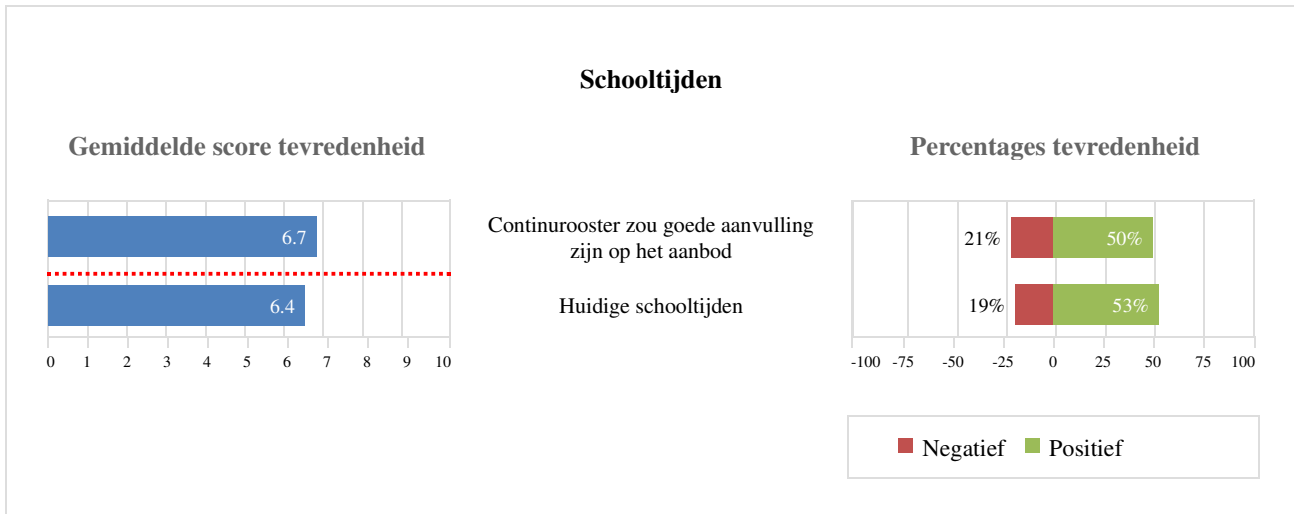 Schooltijden
Gemiddelde score tevredenheid
6.7
6.4
0 1 2 3 4 5 6 7 8 9 10
Continurooster zou goede aanvulling
zijn op het aanbod
Huidige schooltijden
Percentages tevredenheid
21% 50%
19% 53%
-100 -75 -50 -25 0 25 50 75 100
Negatief Positief